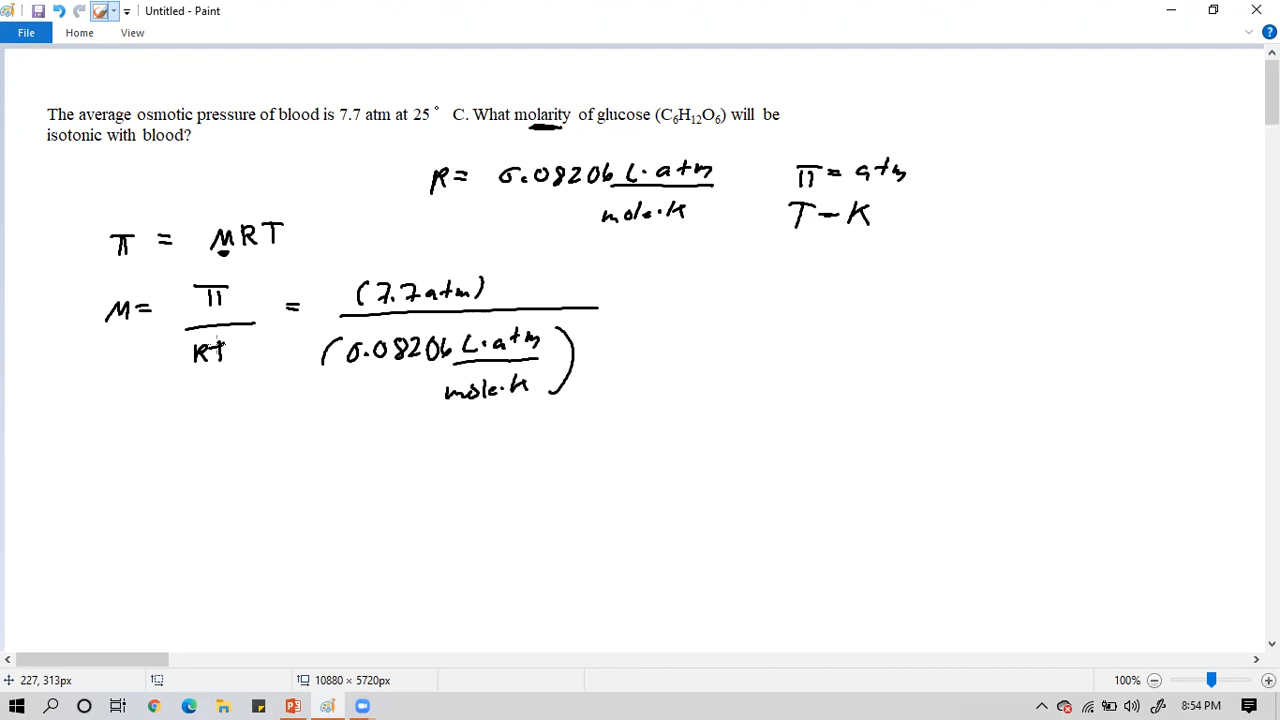 Untitled - Paint
File Home View
The average osmotic pressure of blood is 7.7 atm at 25° C. What molarity of glucose (C₆H₁₂O₆) will be
isotonic with blood?
R = 0.08206 L·atm
mole·K
π = atm
T - K
π = MRT
M = π = (7.7atm)
RT
(0.08206 L·atm
mole·K)
227, 313px
10880 × 5720px
100%
8:54 PM